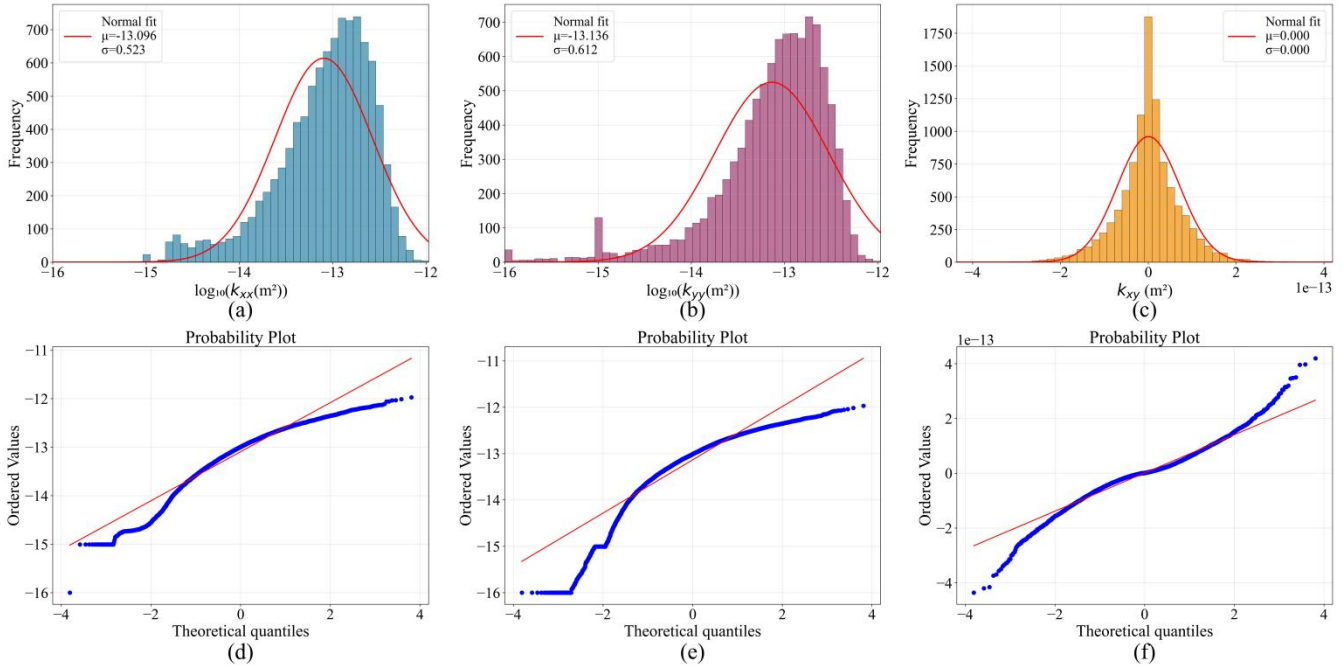 Normal fit
μ=-13.096
σ=0.523
Frequency
700
600
500
400
300
200
100
0
−16
−15
−14
−13
−12
log₁₀(kxx(m²))
(a)
Normal fit
μ=-13.136
σ=0.612
Frequency
700
600
500
400
300
200
100
0
−16
−15
−14
−13
−12
log₁₀(kyy(m²))
(b)
Normal fit
μ=0.000
σ=0.000
Frequency
1750
1500
1250
1000
750
500
250
0
−4
−2
0
2
4
1e−13
kxy (m²)
(c)
Probability Plot
Ordered Values
−11
−12
−13
−14
−15
−16
−4
−2
0
2
4
Theoretical quantiles
(d)
Probability Plot
Ordered Values
−11
−12
−13
−14
−15
−16
−4
−2
0
2
4
Theoretical quantiles
(e)
1e−13
Probability Plot
Ordered Values
4
2
0
−2
−4
−4
−2
0
2
4
Theoretical quantiles
(f)